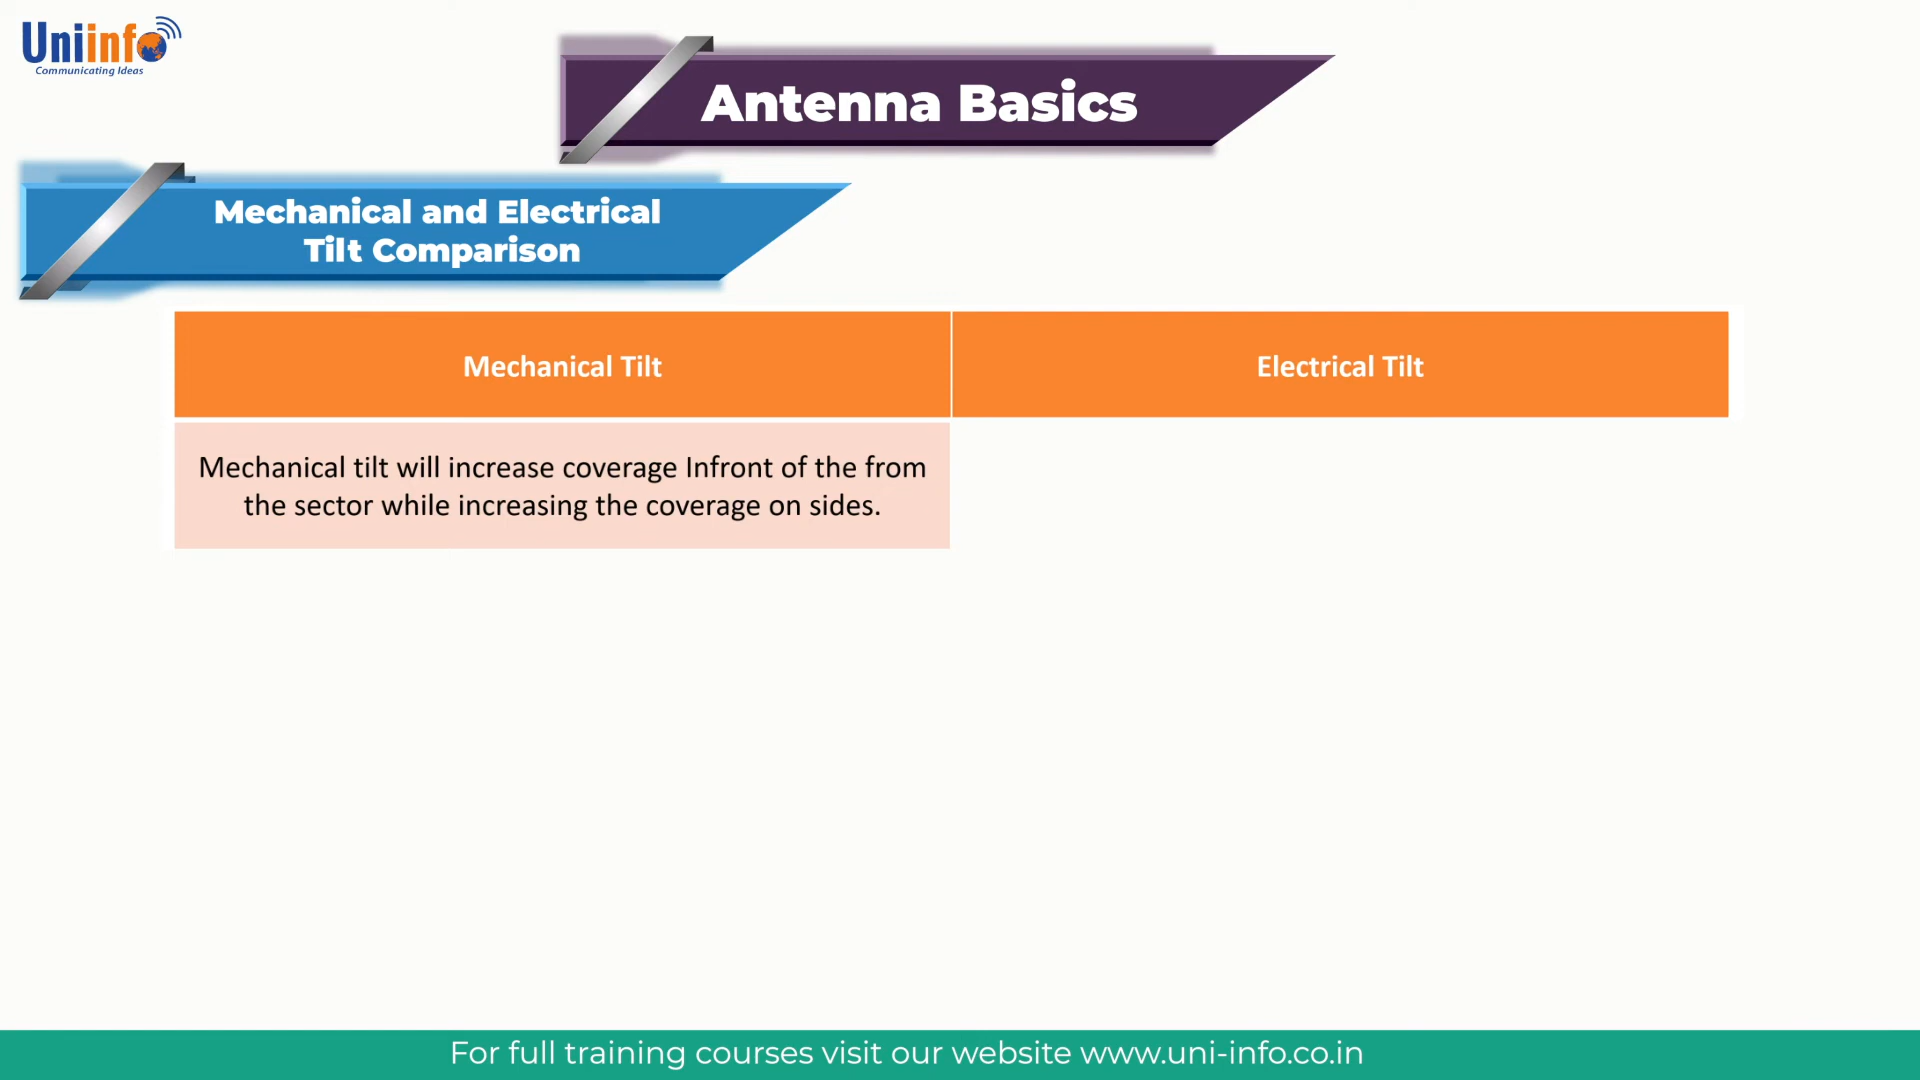 Uniinfo
Communicating Ideas
Antenna Basics
Mechanical and Electrical
Tilt Comparison
Mechanical Tilt
Electrical Tilt
Mechanical tilt will increase coverage Infront of the from
the sector while increasing the coverage on sides.
For full training courses visit our website www.uni-info.co.in